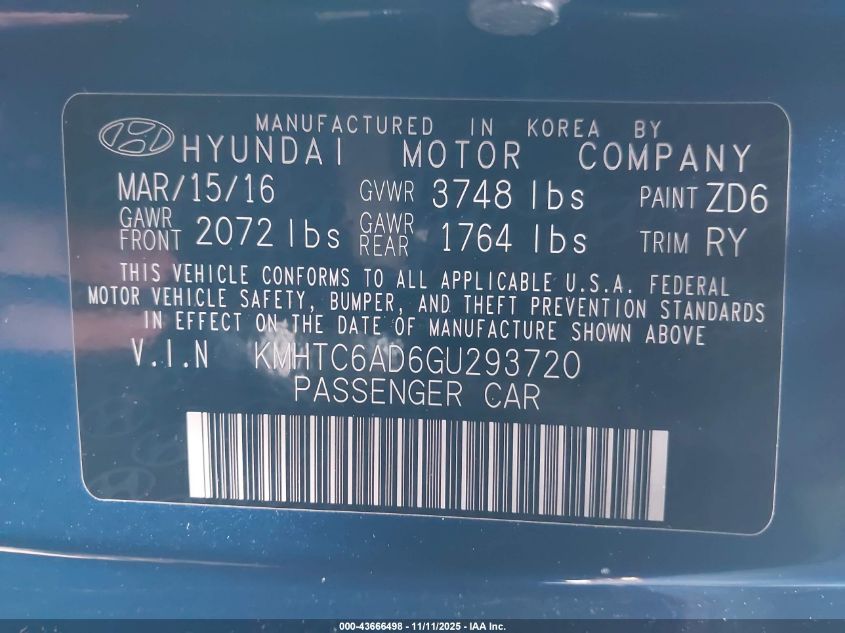 MANUFACTURED IN KOREA BY
HYUNDAI MOTOR COMPANY
MAR/15/16 GVWR 3748 lbs PAINT ZD6
GAWR FRONT 2072 lbs GAWR REAR 1764 lbs TRIM RY
THIS VEHICLE CONFORMS TO ALL APPLICABLE U.S.A. FEDERAL
MOTOR VEHICLE SAFETY, BUMPER, AND THEFT PREVENTION STANDARDS
IN EFFECT ON THE DATE OF MANUFACTURE SHOWN ABOVE
V.I.N KMHTC6AD6GU293720
PASSENGER CAR
000-43666498 - 11/11/2025 - IAA Inc.